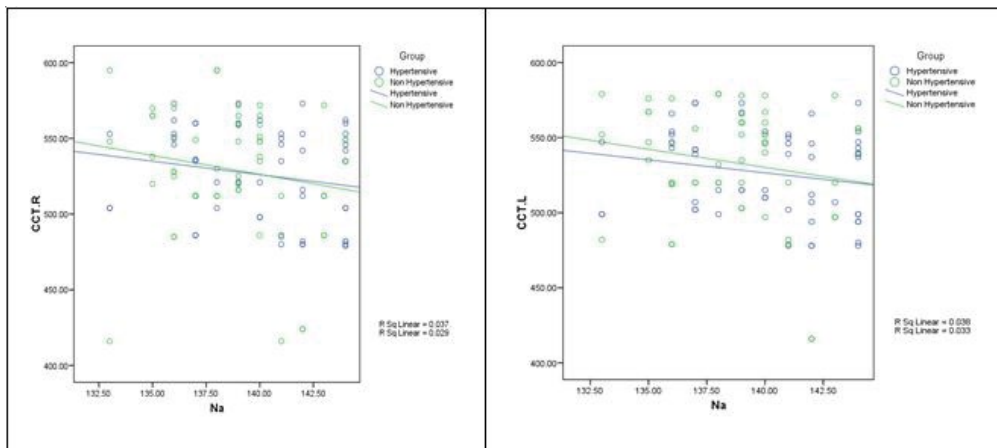 Group
Hypertensive
Non Hypertensive
Hypertensive
Non Hypertensive
600.00
550.00
500.00
450.00
400.00
CCT.R
R Sq Linear = 0.037
R Sq Linear = 0.029
132.50 135.00 137.50 140.00 142.50
Na
Group
Hypertensive
Non Hypertensive
Hypertensive
Non Hypertensive
600.00
550.00
500.00
450.00
400.00
CCT.L
R Sq Linear = 0.038
R Sq Linear = 0.033
132.50 135.00 137.50 140.00 142.50
Na